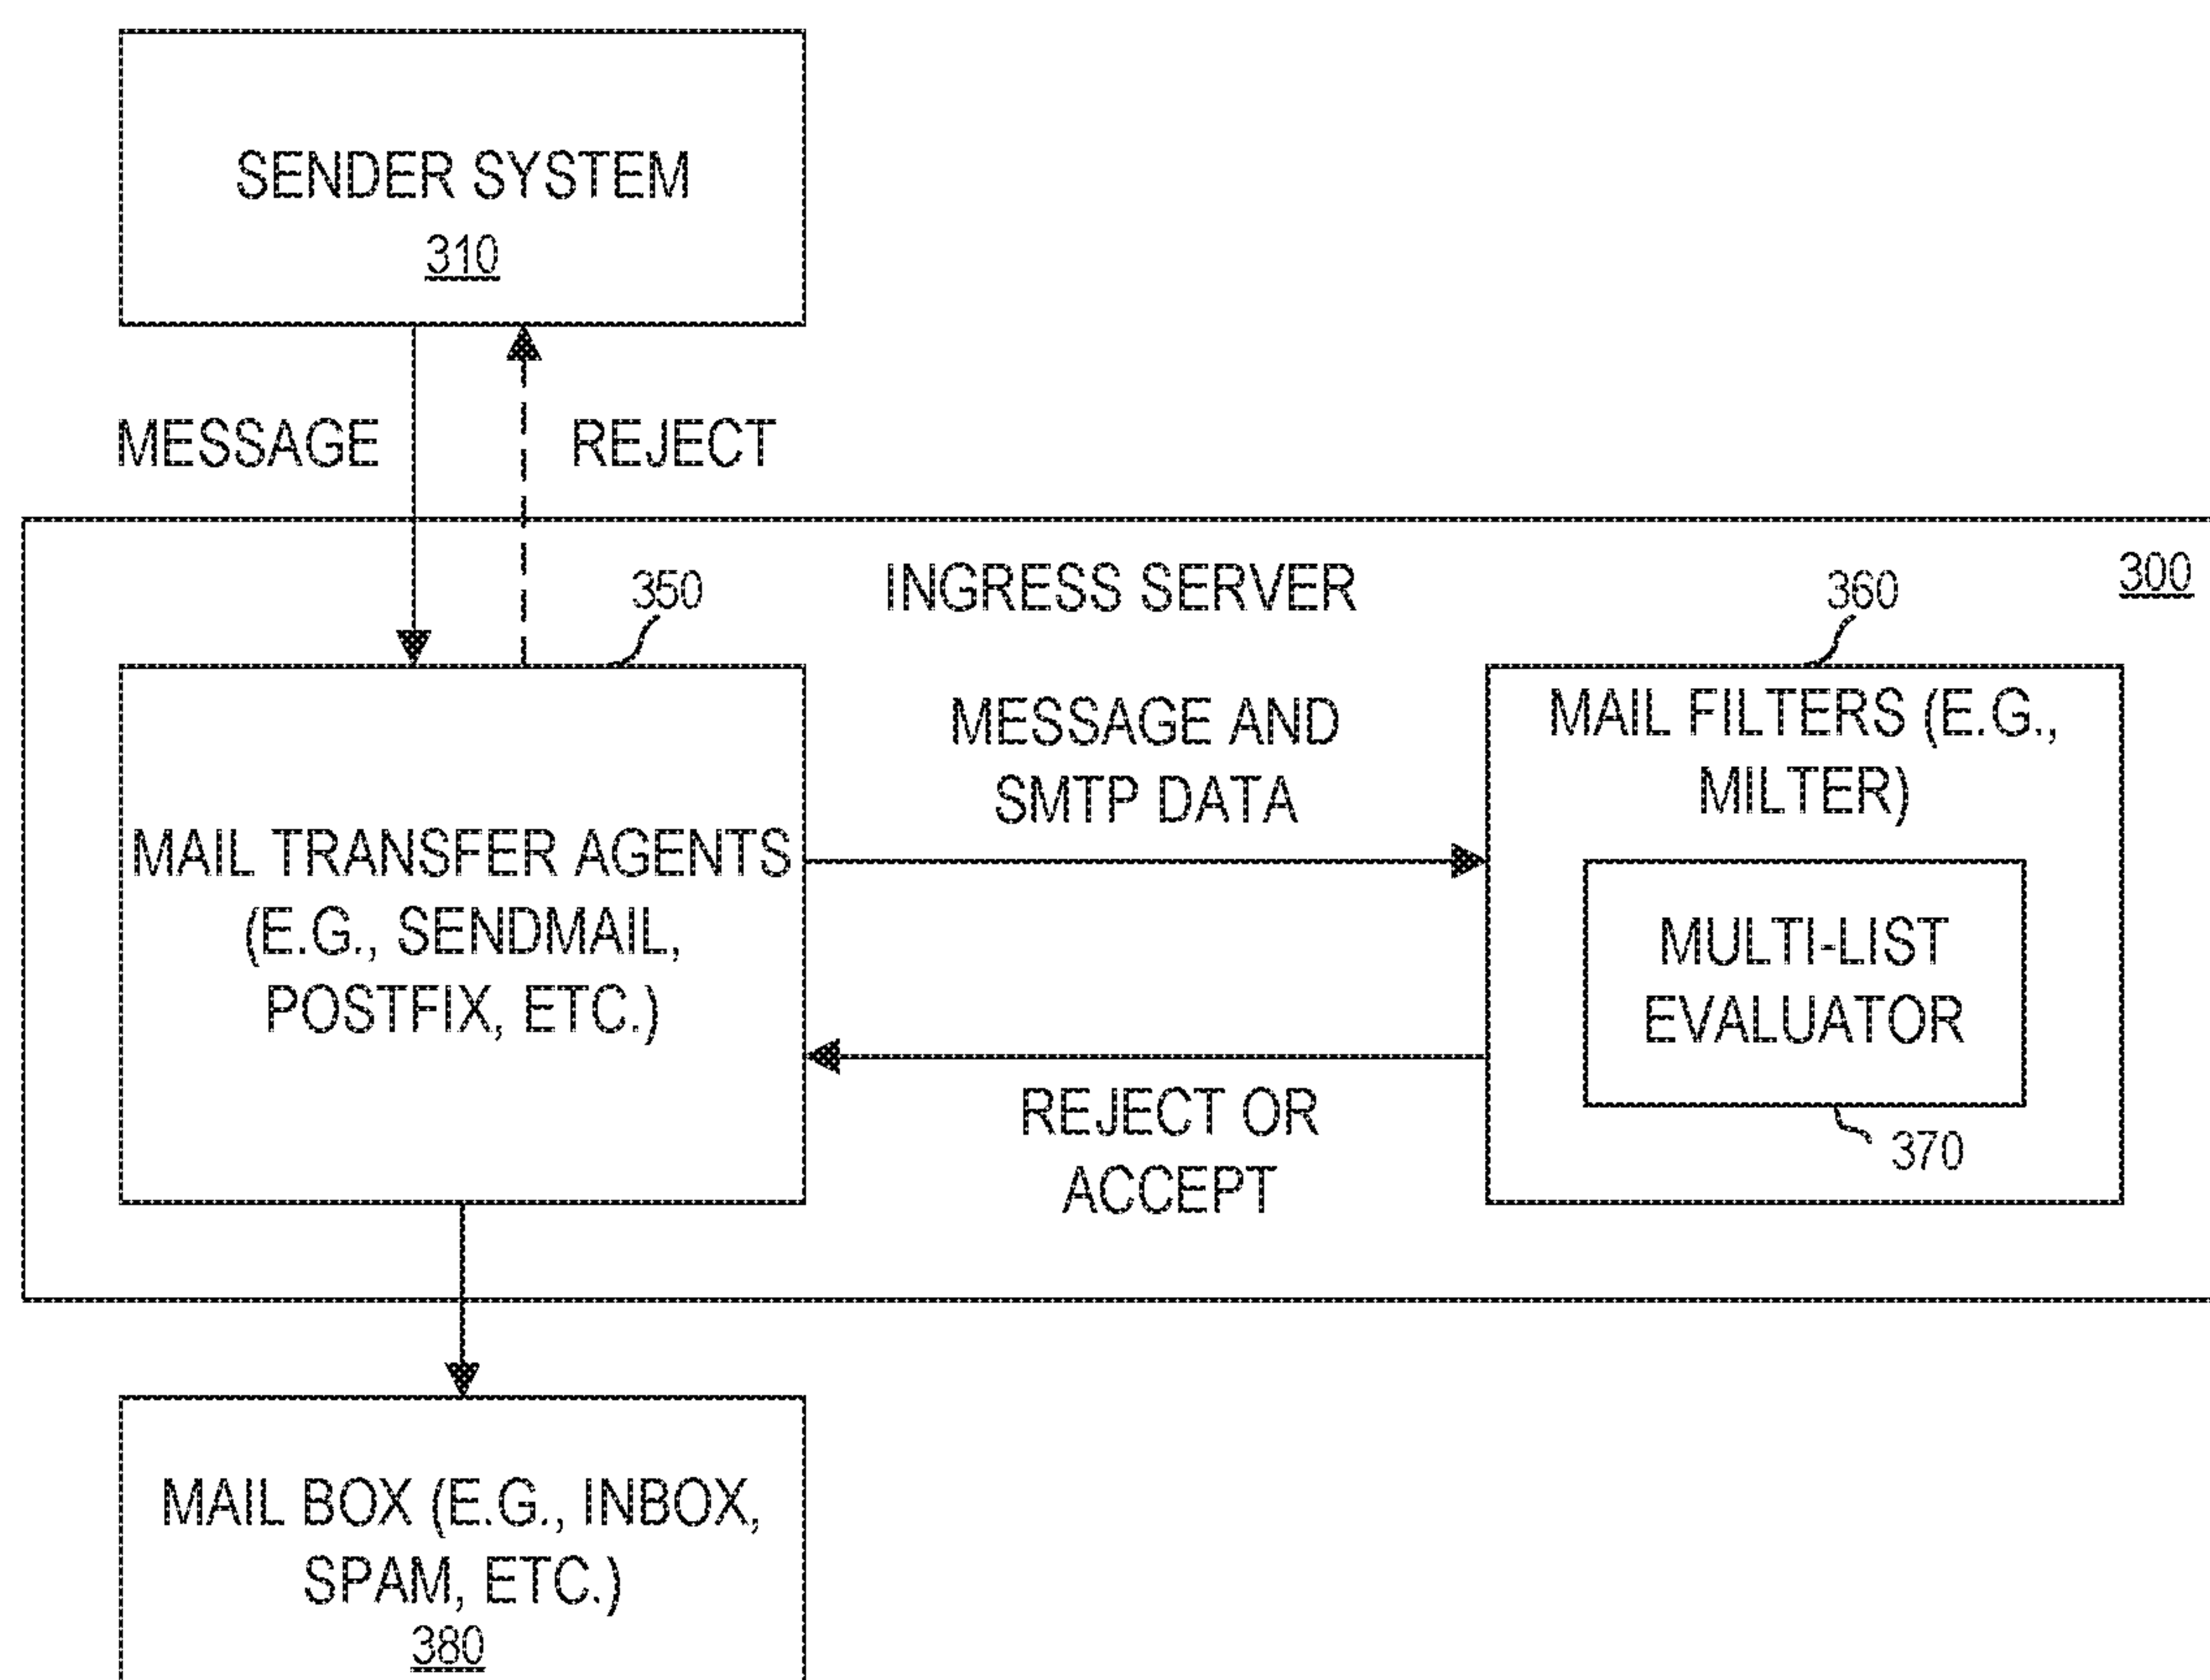 SENDER SYSTEM
310
MESSAGE
REJECT
INGRESS SERVER
300
350
360
MAIL TRANSFER AGENTS
(E.G., SENDMAIL,
POSTFIX, ETC.)
MESSAGE AND
SMTP DATA
MAIL FILTERS (E.G.,
MILTER)
MULTI-LIST
EVALUATOR
370
REJECT OR
ACCEPT
MAIL BOX (E.G., INBOX,
SPAM, ETC.)
380